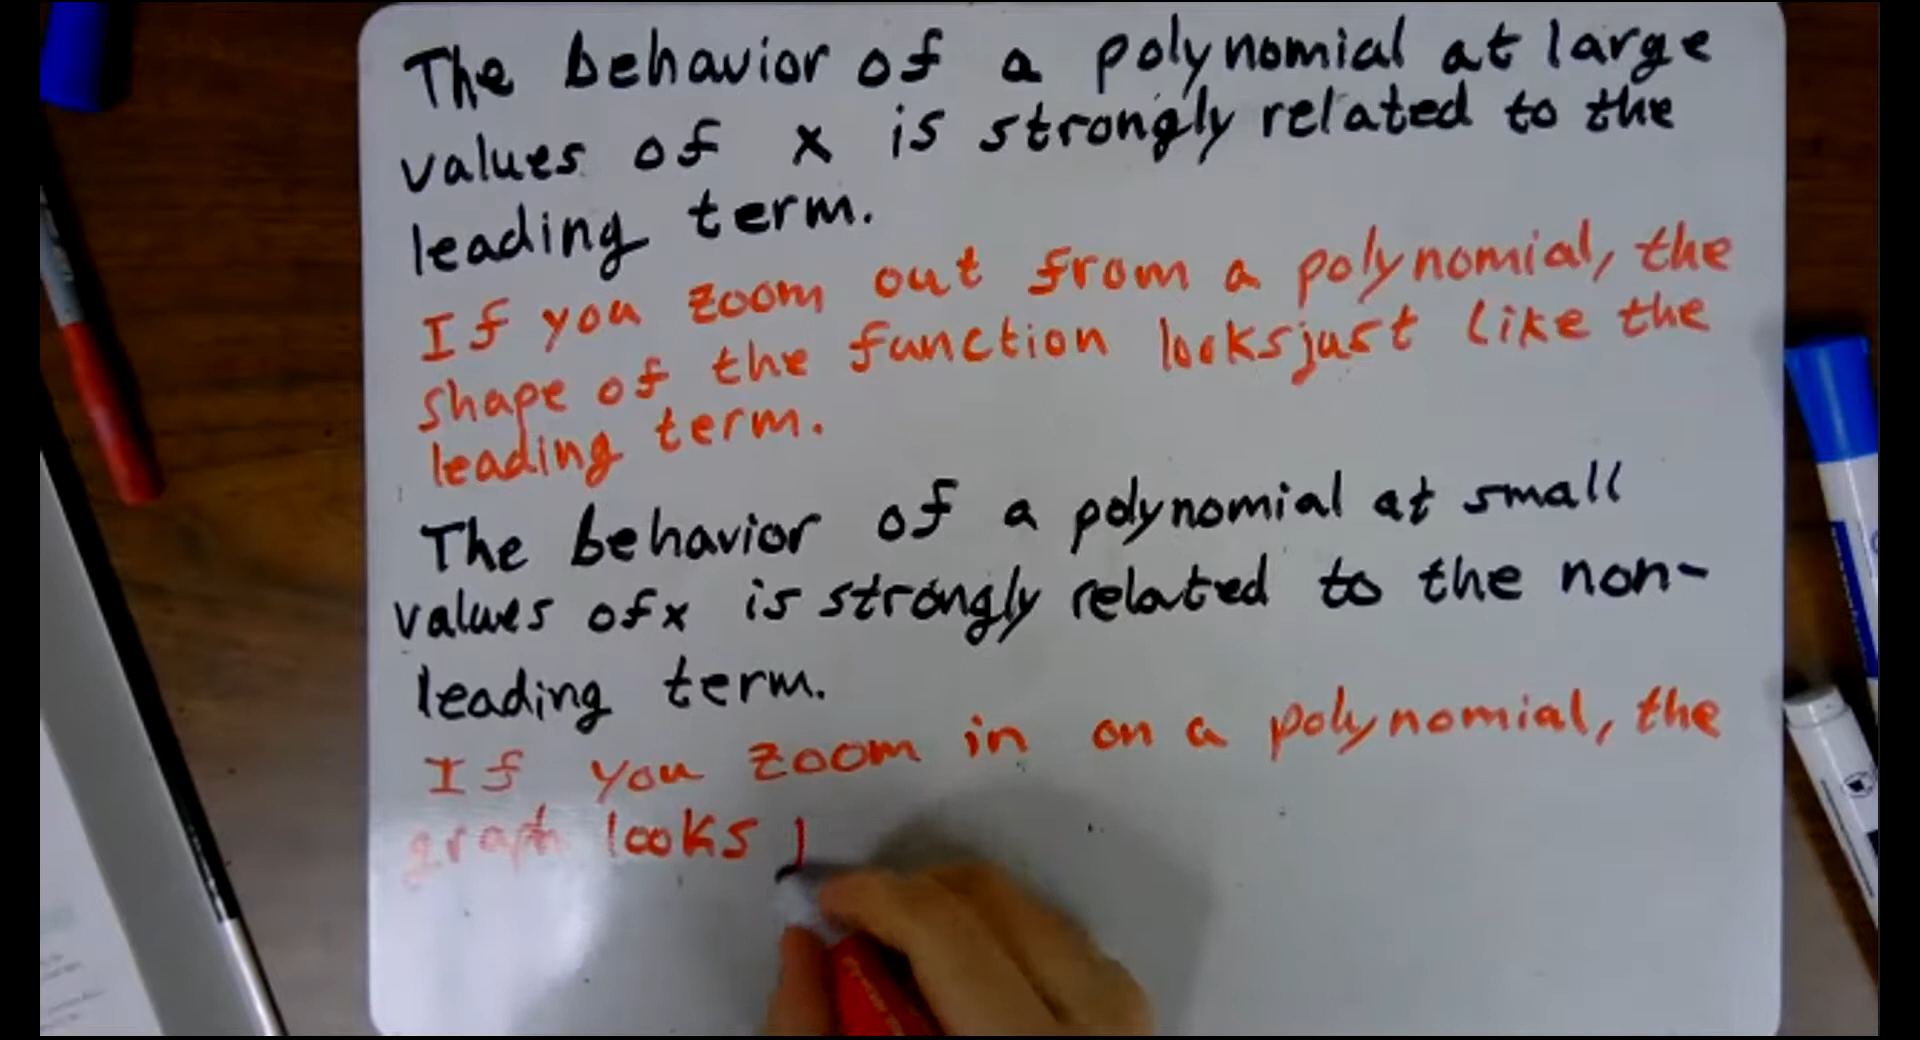 The behavior of a polynomial at large
values of x is strongly related to the
leading term.
If you zoom out from a polynomial, the
shape of the function looks just like the
leading term.
The behavior of a polynomial at small
values of x is strongly related to the non-
leading term.
If you zoom in on a polynomial, the
graph looks l